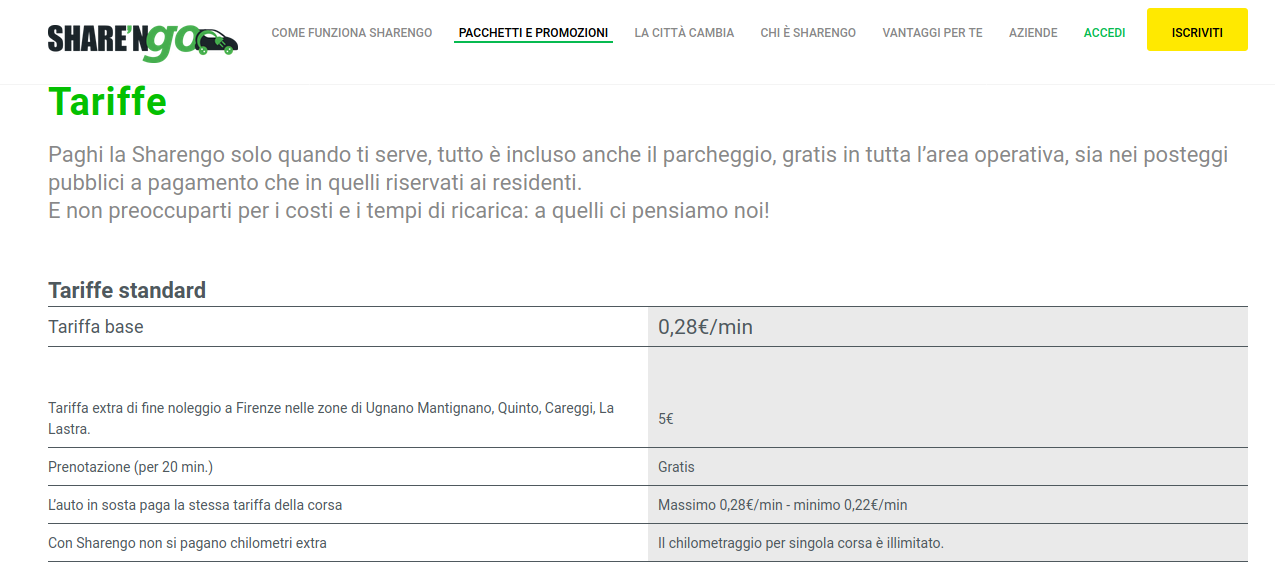 SHARE'Ngo
COME FUNZIONA SHARENGO
PACCHETTI E PROMOZIONI
LA CITTÀ CAMBIA
CHI È SHARENGO
VANTAGGI PER TE
AZIENDE
ACCEDI
ISCRIVITI
Tariffe
Paghi la Sharengo solo quando ti serve, tutto è incluso anche il parcheggio, gratis in tutta l’area operativa, sia nei posteggi
pubblici a pagamento che in quelli riservati ai residenti.
E non preoccuparti per i costi e i tempi di ricarica: a quelli ci pensiamo noi!
Tariffe standard
Tariffa base
0,28€/min
Tariffa extra di fine noleggio a Firenze nelle zone di Ugnano Mantignano, Quinto, Careggi, La
Lastra.
5€
Prenotazione (per 20 min.)
Gratis
L’auto in sosta paga la stessa tariffa della corsa
Massimo 0,28€/min - minimo 0,22€/min
Con Sharengo non si pagano chilometri extra
Il chilometraggio per singola corsa è illimitato.